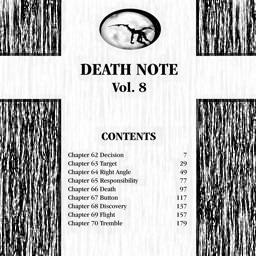 DEATH NOTE
Vol. 8
CONTENTS
Chapter 62 Decision 7
Chapter 63 Target 29
Chapter 64 Right Angle 49
Chapter 65 Responsibility 77
Chapter 66 Death 97
Chapter 67 Button 117
Chapter 68 Discovery 137
Chapter 69 Flight 157
Chapter 70 Tremble 179